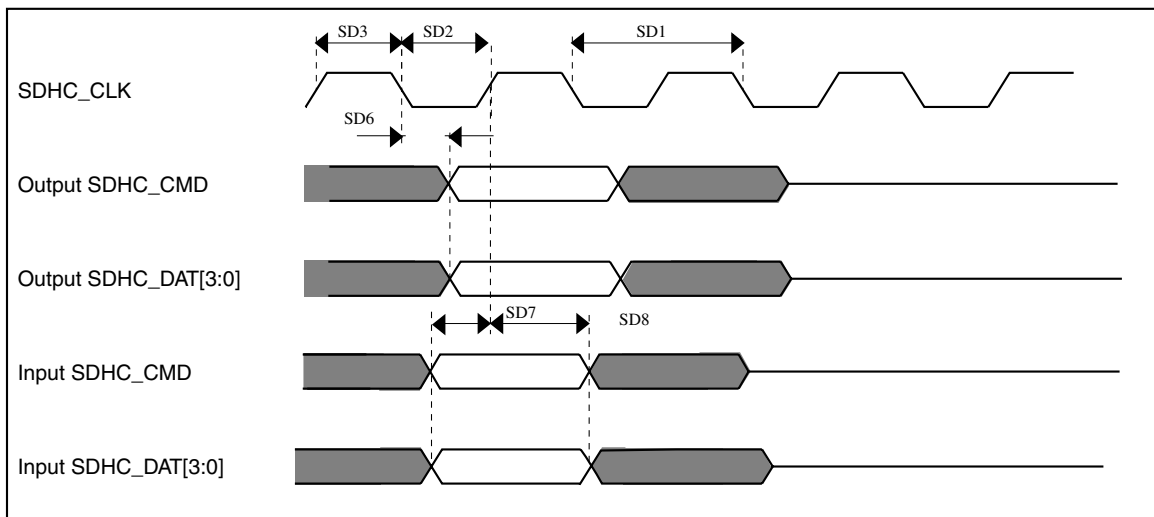 SD3 SD2 SD1
SDHC_CLK
SD6
Output SDHC_CMD
Output SDHC_DAT[3:0]
SD7 SD8
Input SDHC_CMD
Input SDHC_DAT[3:0]